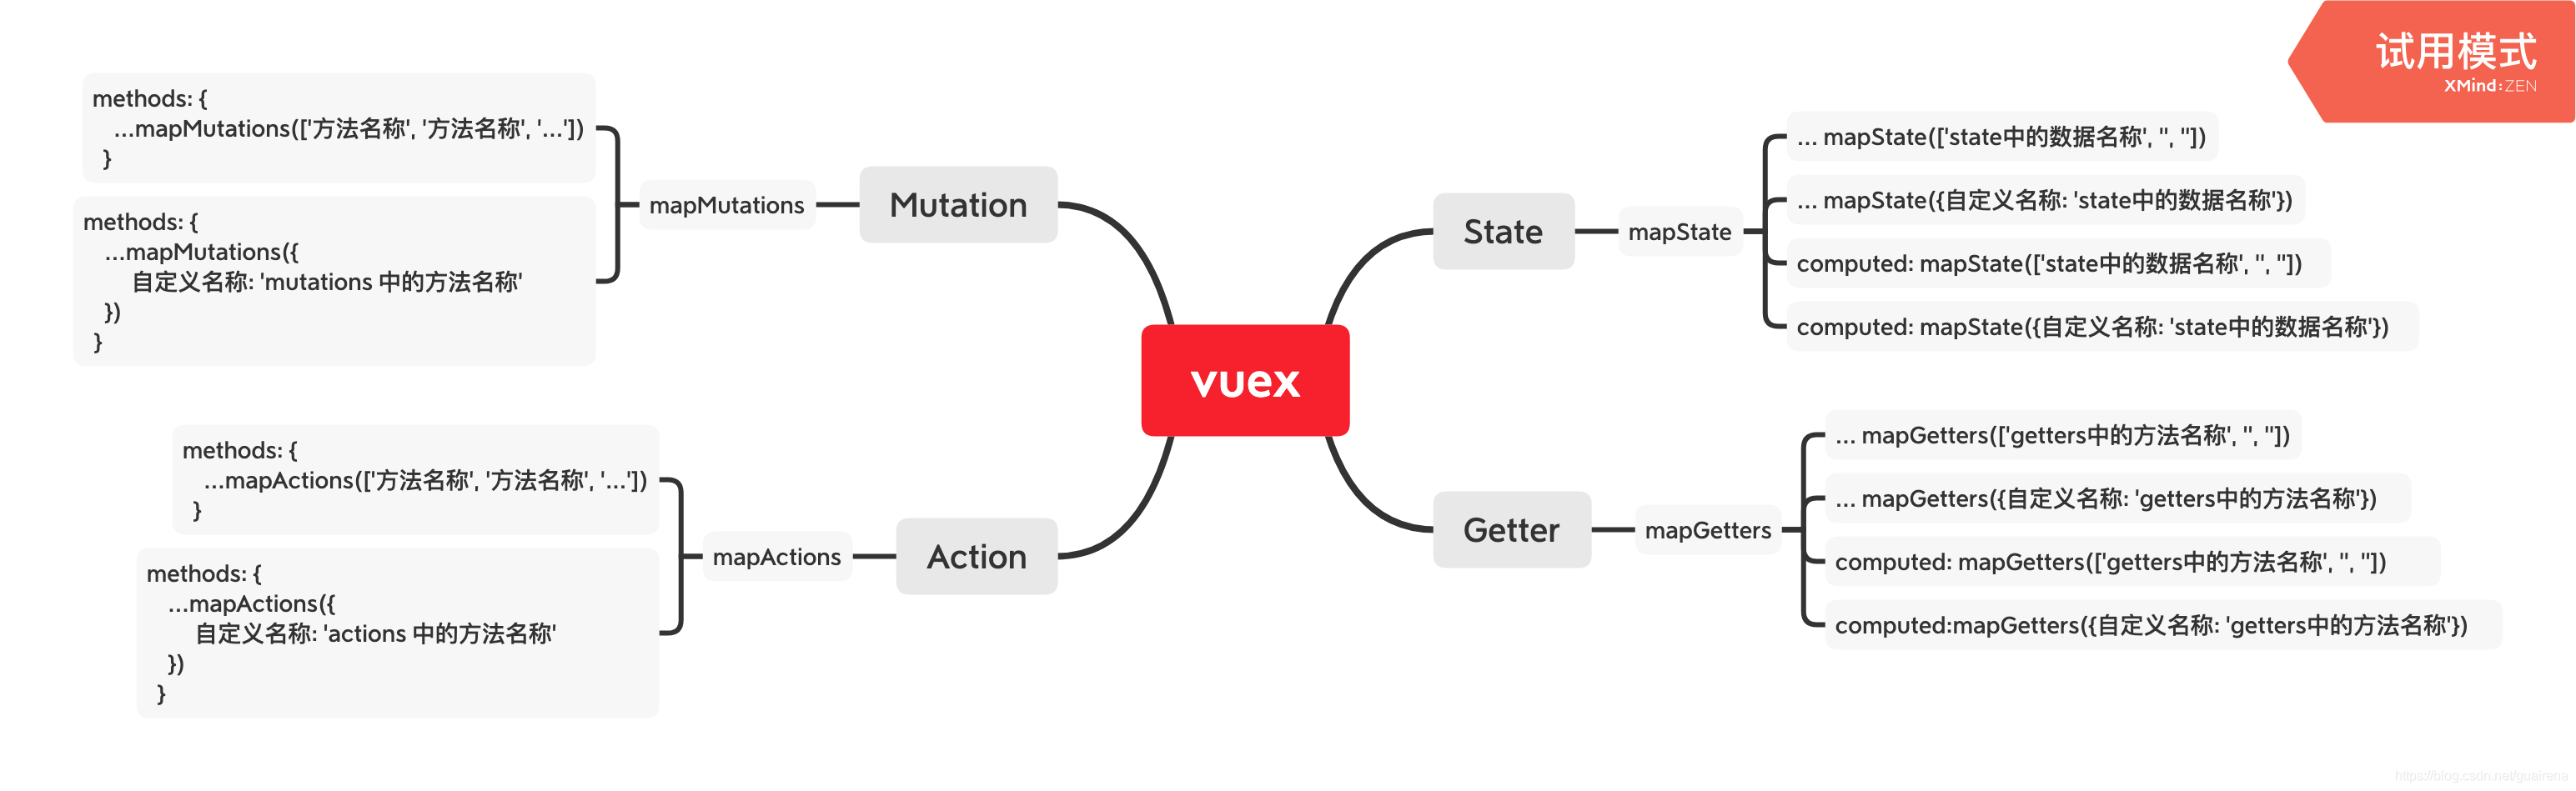 试用模式
XMind:ZEN
vuex
Mutation
mapMutations
methods: {
...mapMutations(['方法名称', '方法名称', '...'])
}
methods: {
...mapMutations({
自定义名称: 'mutations 中的方法名称'
})
}
Action
mapActions
methods: {
...mapActions(['方法名称', '方法名称', '...'])
}
methods: {
...mapActions({
自定义名称: 'actions 中的方法名称'
})
}
State
mapState
... mapState(['state中的数据名称', '', ''])
... mapState({自定义名称: 'state中的数据名称'})
computed: mapState(['state中的数据名称', '', ''])
computed: mapState({自定义名称: 'state中的数据名称'})
Getter
mapGetters
... mapGetters(['getters中的方法名称', '', ''])
... mapGetters({自定义名称: 'getters中的方法名称'})
computed: mapGetters(['getters中的方法名称', '', ''])
computed:mapGetters({自定义名称: 'getters中的方法名称'})
https://blog.csdn.net/guairena